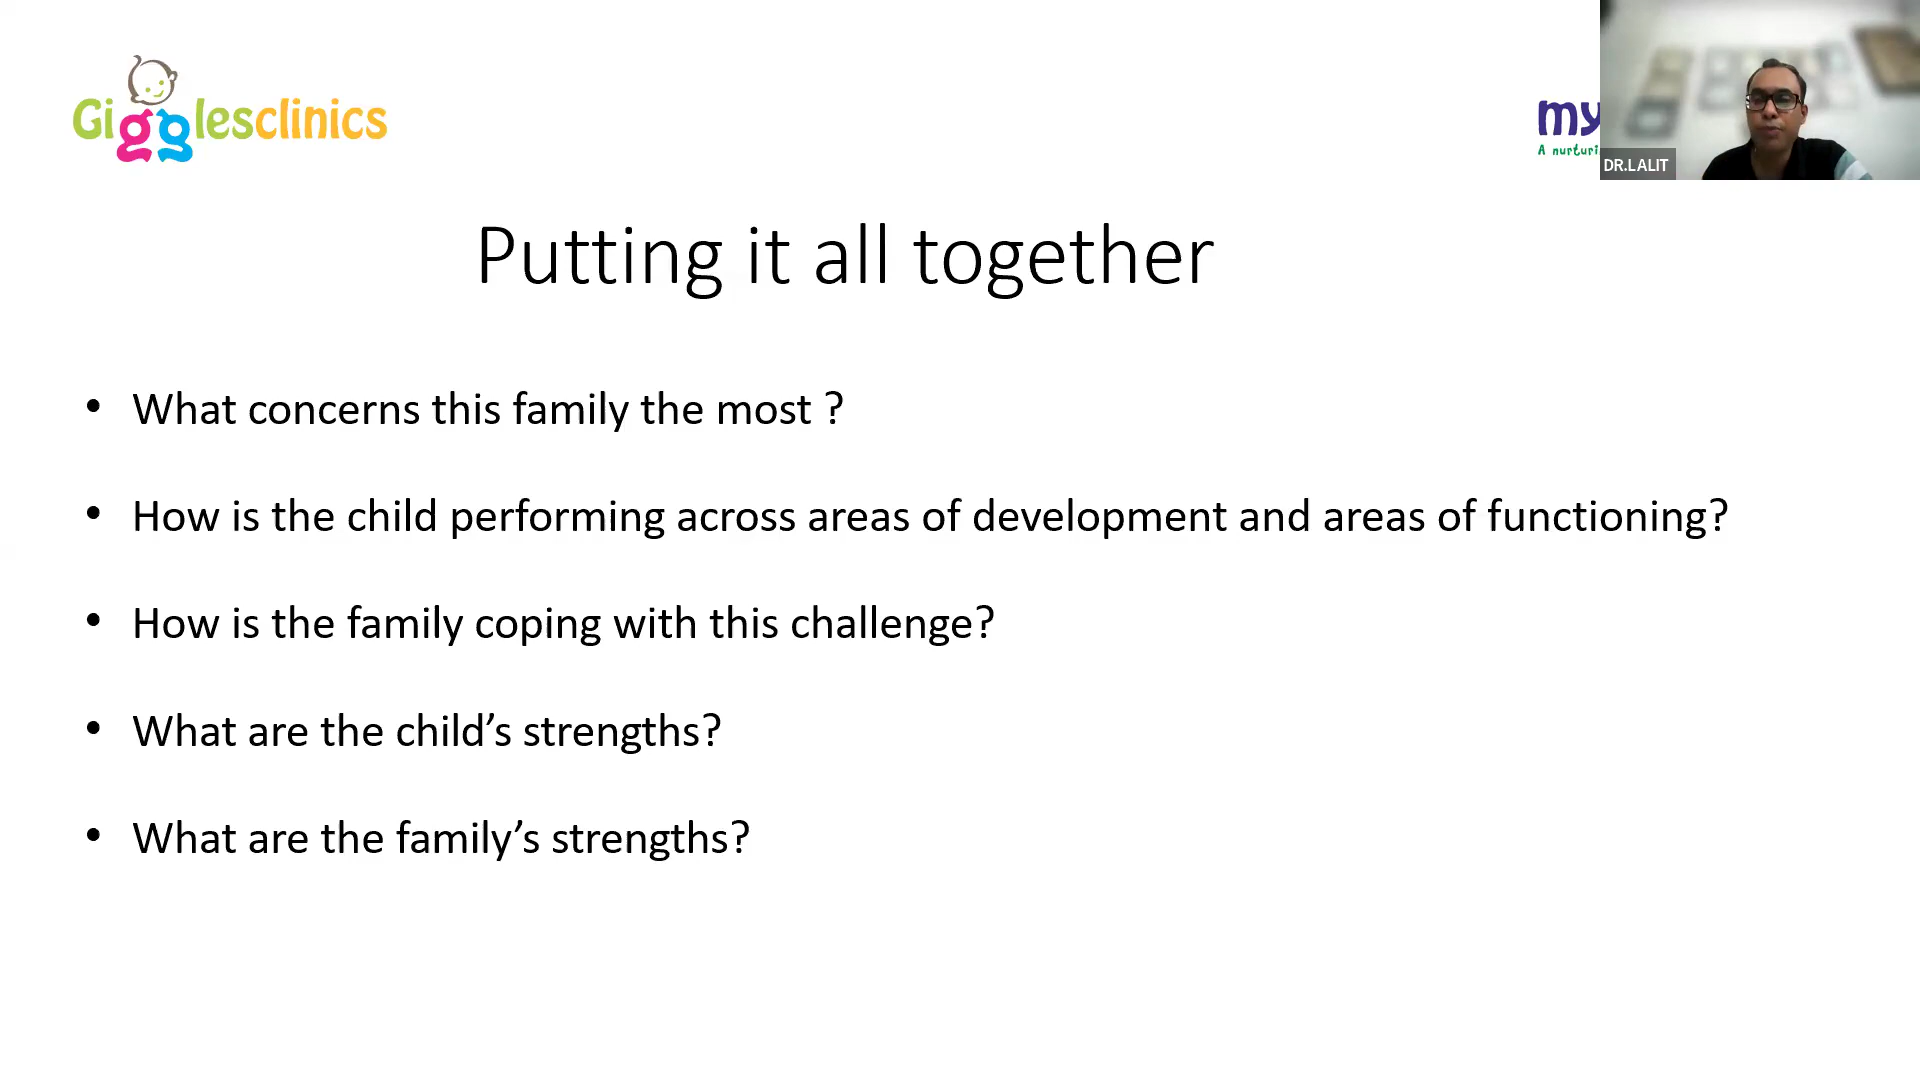 Gigglesclinics
my
A nurturi
DR.LALIT
Putting it all together
• What concerns this family the most ?
• How is the child performing across areas of development and areas of functioning?
• How is the family coping with this challenge?
• What are the child’s strengths?
• What are the family’s strengths?